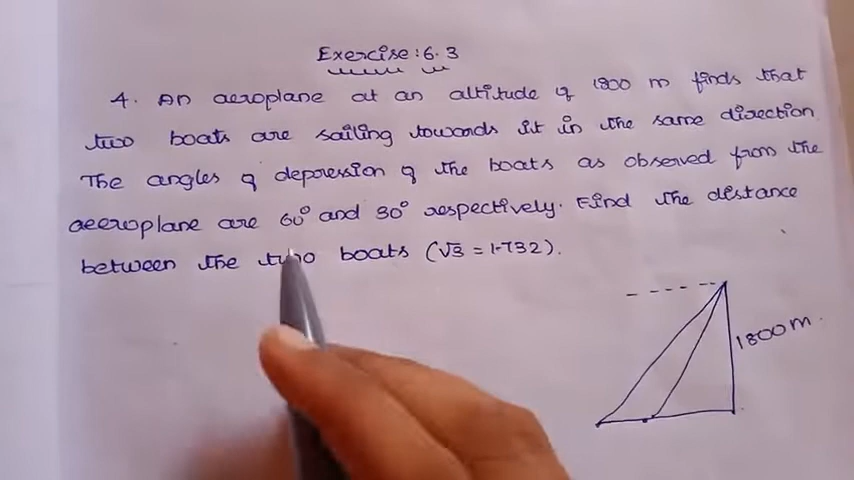 Exercise: 6.3
4. An aeroplane at an altitude of 1800 m finds that
two boats are sailing towards it in the same direction
The angles of depression of the boats as observed from the
aeeroplane are 60° and 30° respectively. Find the distance
between the two boats (√3 = 1.732).
1800 m.